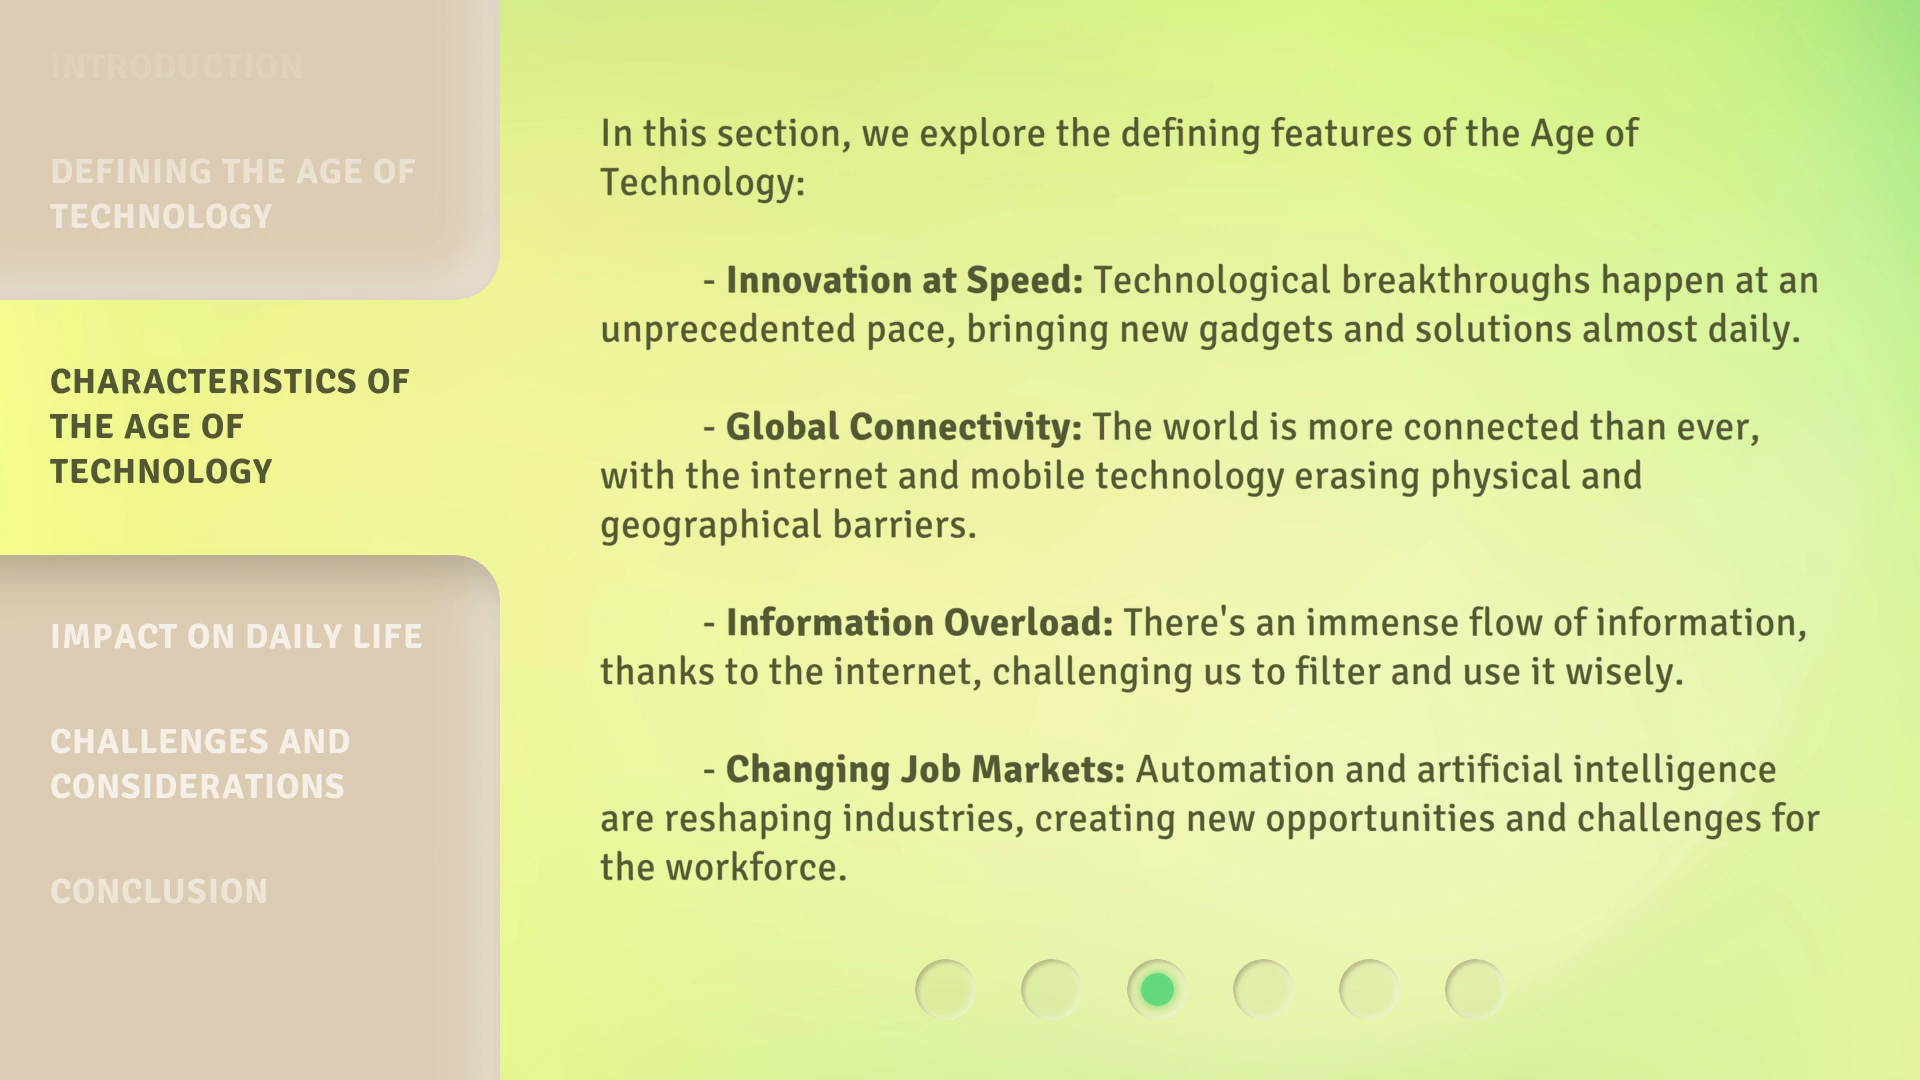 INTRODUCTION
DEFINING THE AGE OF
TECHNOLOGY
CHARACTERISTICS OF
THE AGE OF
TECHNOLOGY
IMPACT ON DAILY LIFE
CHALLENGES AND
CONSIDERATIONS
CONCLUSION
In this section, we explore the defining features of the Age of
Technology:
- Innovation at Speed: Technological breakthroughs happen at an
unprecedented pace, bringing new gadgets and solutions almost daily.
- Global Connectivity: The world is more connected than ever,
with the internet and mobile technology erasing physical and
geographical barriers.
- Information Overload: There's an immense flow of information,
thanks to the internet, challenging us to filter and use it wisely.
- Changing Job Markets: Automation and artificial intelligence
are reshaping industries, creating new opportunities and challenges for
the workforce.